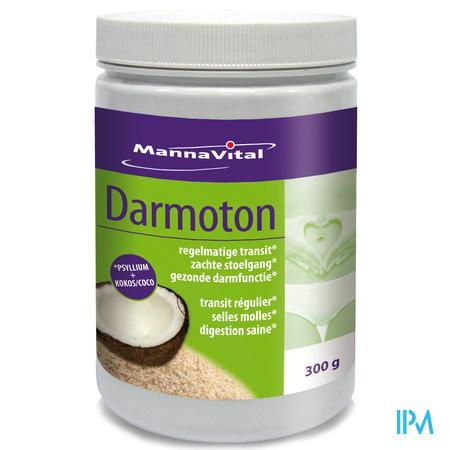 MannaVital
Darmoton
regelmatige transit*
zachte stoelgang*
gezonde darmfunctie*
*PSYLLIUM
+
KOKOS/COCO
transit régulier*
selles molles*
digestion saine*
300 g
IPM